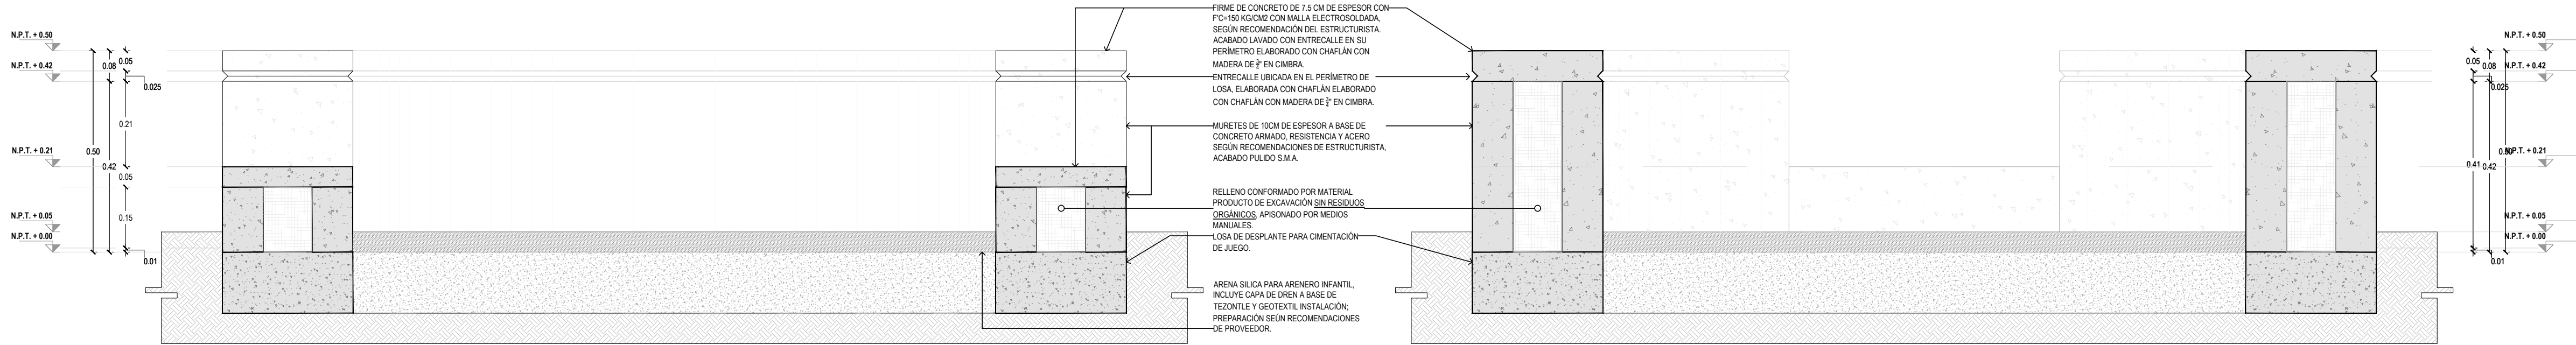 N.P.T. + 0.50
N.P.T. + 0.42
N.P.T. + 0.21
N.P.T. + 0.05
N.P.T. + 0.00
0.50
0.08
0.42
0.05
0.025
0.21
0.05
0.15
0.01
FIRME DE CONCRETO DE 7.5 CM DE ESPESOR CON
F'C=150 KG/CM2 CON MALLA ELECTROSOLDADA,
SEGÚN RECOMENDACIÓN DEL ESTRUCTURISTA.
ACABADO LAVADO CON ENTRECALLE EN SU
PERÍMETRO ELABORADO CON CHAFLÁN CON
MADERA DE 3/4" EN CIMBRA.
ENTRECALLE UBICADA EN EL PERÍMETRO DE
LOSA, ELABORADA CON CHAFLÁN ELABORADO
CON CHAFLÁN CON MADERA DE 3/4" EN CIMBRA.
MURETES DE 10CM DE ESPESOR A BASE DE
CONCRETO ARMADO, RESISTENCIA Y ACERO
SEGÚN RECOMENDACIONES DE ESTRUCTURISTA,
ACABADO PULIDO S.M.A.
RELLENO CONFORMADO POR MATERIAL
PRODUCTO DE EXCAVACIÓN SIN RESIDUOS
ORGÁNICOS, APISONADO POR MEDIOS
MANUALES.
LOSA DE DESPLANTE PARA CIMENTACIÓN
DE JUEGO.
ARENA SILICA PARA ARENERO INFANTIL,
INCLUYE CAPA DE DREN A BASE DE
TEZONTLE Y GEOTEXTIL INSTALACIÓN;
PREPARACIÓN SEÚN RECOMENDACIONES
DE PROVEEDOR.
0.05
0.08
0.025
0.41
0.42
0.50
0.01
N.P.T. + 0.50
N.P.T. + 0.42
N.P.T. + 0.21
N.P.T. + 0.05
N.P.T. + 0.00